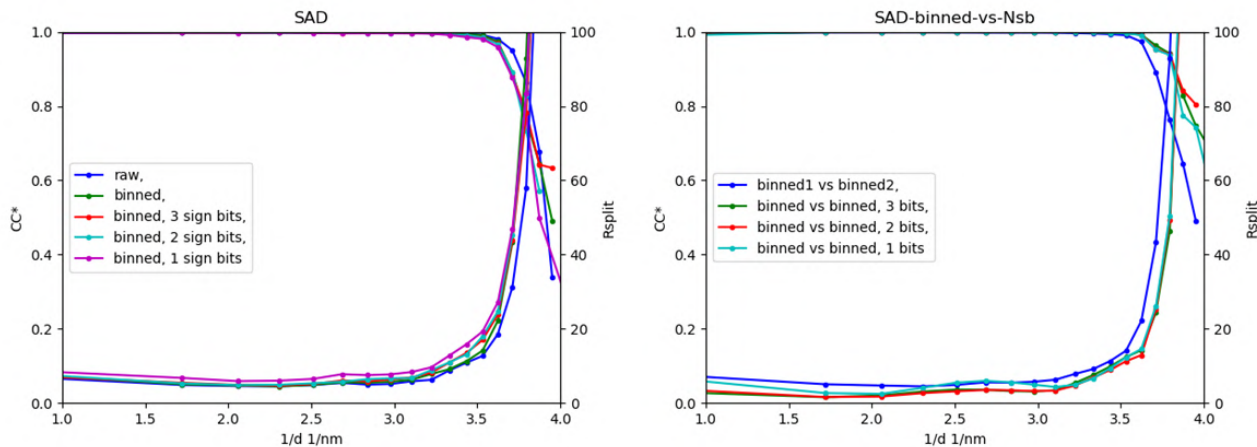 SAD
1.0
0.8
0.6
0.4
0.2
0.0
CC*
100
80
60
40
20
0
Rsplit
raw,
binned,
binned, 3 sign bits,
binned, 2 sign bits,
binned, 1 sign bits
1.0 1.5 2.0 2.5 3.0 3.5 4.0
1/d 1/nm
SAD-binned-vs-Nsb
1.0
0.8
0.6
0.4
0.2
0.0
CC*
100
80
60
40
20
0
Rsplit
binned1 vs binned2,
binned vs binned, 3 bits,
binned vs binned, 2 bits,
binned vs binned, 1 bits
1.0 1.5 2.0 2.5 3.0 3.5 4.0
1/d 1/nm